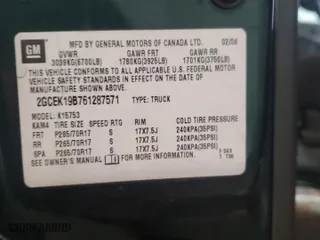 GM
MFD BY GENERAL MOTORS OF CANADA LTD. 02/06
GVWR GAWR FRT GAWR RR
3039KG(6700LB) 1780KG(3925LB) 1701KG(3750LB)
THIS VEHICLE CONFORMS TO ALL APPLICABLE U.S. FEDERAL
MOTOR VEHICLE SAFETY STANDARDS IN EFFECT ON THE DATE
OF MANUFACTURE SHOWN ABOVE.
2GCEK19B761287571 TYPE: TRUCK
MODEL: K15753
KAM4 TIRE SIZE SPEED RTG RIM COLD TIRE PRESSURE
FRT P265/70R17 S 17X7.5J 240KPA(35PSI)
RR P265/70R17 S 17X7.5J 240KPA(35PSI)
SPA P265/70R17 S 17X7.5J 240KPA(35PSI)
SEE OWNER'S MANUAL FOR ADDITIONAL INFORMATION.